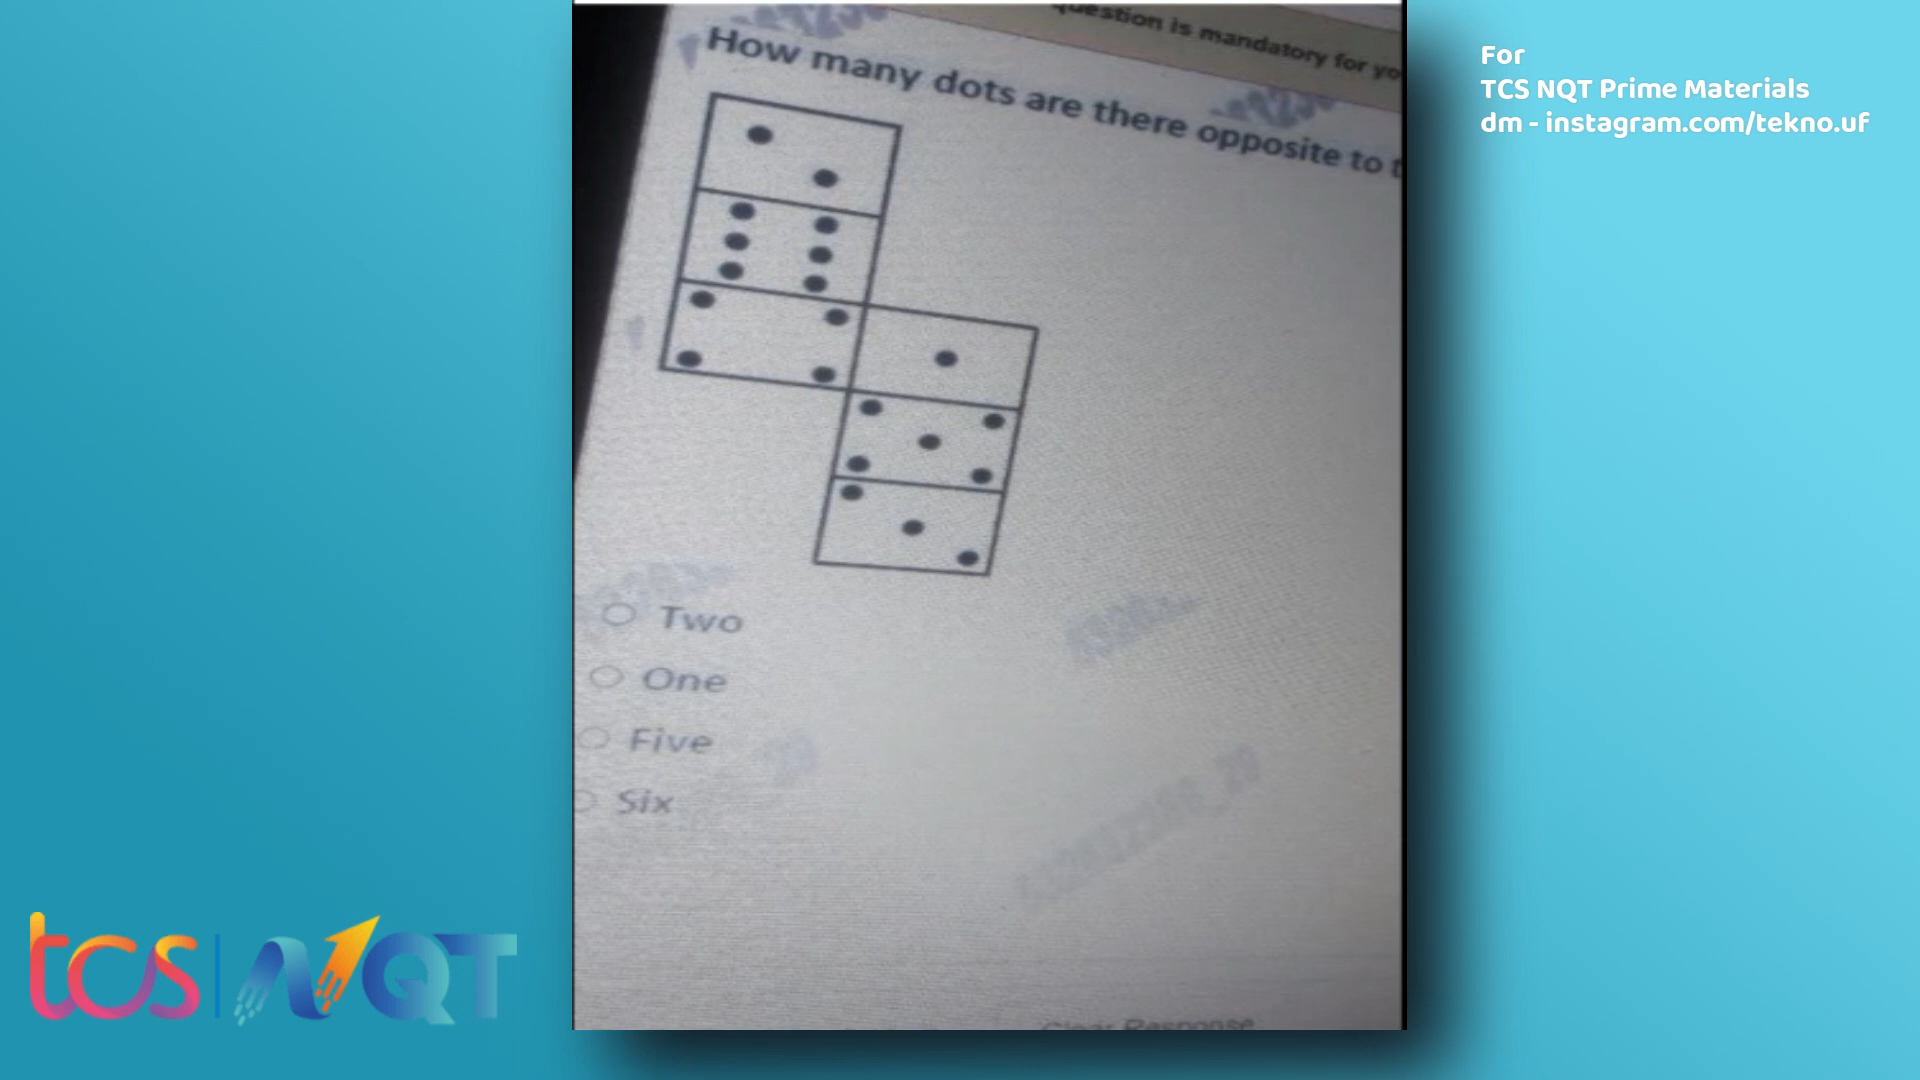 For
TCS NQT Prime Materials
dm - instagram.com/tekno.uf
question is mandatory for yo
How many dots are there opposite to t
Two
One
Five
Six
Clear Response
tcs NQT